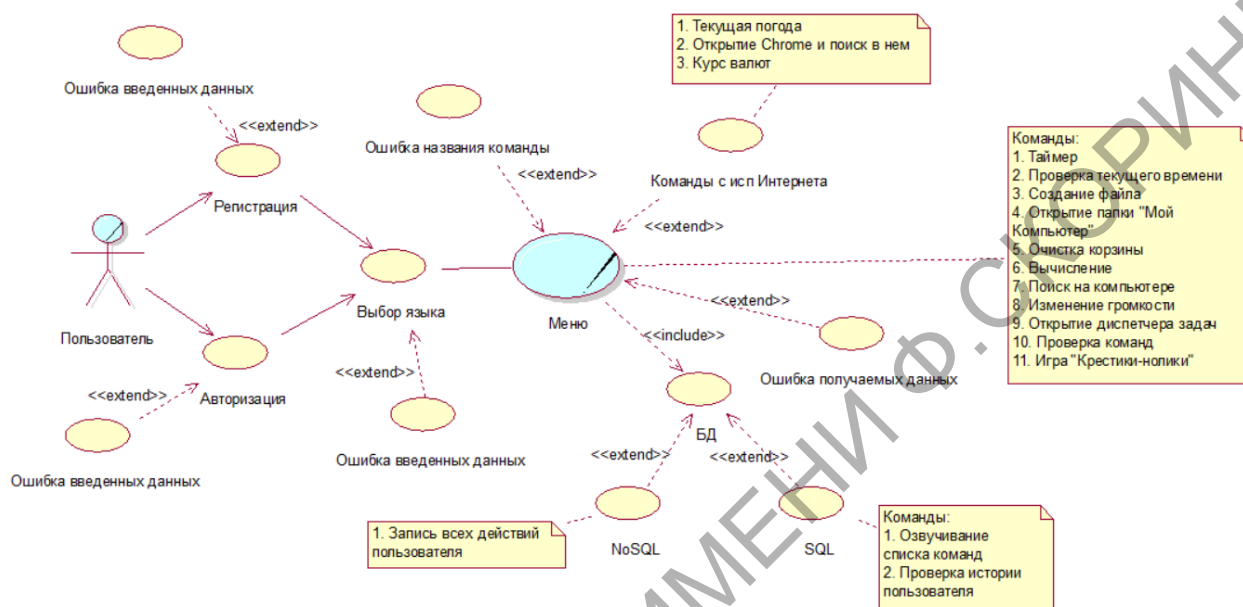 1. Текущая погода
2. Открытие Chrome и поиск в нем
3. Курс валют
Ошибка введенных данных
<<extend>>
Регистрация
Ошибка названия команды
<<extend>>
Команды с исп Интернета
<<extend>>
Команды:
1. Таймер
2. Проверка текущего времени
3. Создание файла
4. Открытие папки "Мой
Компьютер"
5. Очистка корзины
6. Вычисление
7. Поиск на компьютере
8. Изменение громкости
9. Открытие диспетчера задач
10. Проверка команд
11. Игра "Крестики-нолики"
Пользователь
Выбор языка
Меню
<<extend>>
<<include>>
Ошибка получаемых данных
<<extend>>
Авторизация
<<extend>>
Ошибка введенных данных
Ошибка введенных данных
БД
<<extend>>
<<extend>>
1. Запись всех действий
пользователя
NoSQL
SQL
Команды:
1. Озвучивание
списка команд
2. Проверка истории
пользователя
ИМЕНИ Ф.СКОРИН